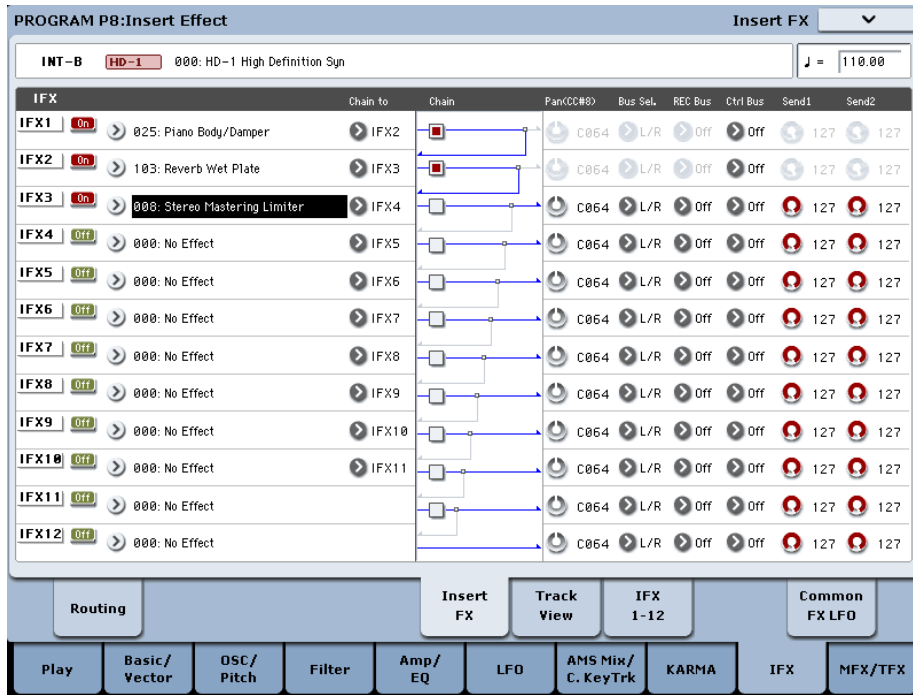 PROGRAM P8:Insert Effect Insert FX
INT-B HD-1 000: HD-1 High Definition Syn ♩ = 110.00
IFX Chain to Chain Pan(CC#8) Bus Sel. REC Bus Ctrl Bus Send1 Send2
IFX1 On 025: Piano Body/Damper IFX2 C064 L/R Off Off 127 127
IFX2 On 103: Reverb Wet Plate IFX3 C064 L/R Off Off 127 127
IFX3 On 008: Stereo Mastering Limiter IFX4 C064 L/R Off Off 127 127
IFX4 Off 000: No Effect IFX5 C064 L/R Off Off 127 127
IFX5 Off 000: No Effect IFX6 C064 L/R Off Off 127 127
IFX6 Off 000: No Effect IFX7 C064 L/R Off Off 127 127
IFX7 Off 000: No Effect IFX8 C064 L/R Off Off 127 127
IFX8 Off 000: No Effect IFX9 C064 L/R Off Off 127 127
IFX9 Off 000: No Effect IFX10 C064 L/R Off Off 127 127
IFX10 Off 000: No Effect IFX11 C064 L/R Off Off 127 127
IFX11 Off 000: No Effect C064 L/R Off Off 127 127
IFX12 Off 000: No Effect C064 L/R Off Off 127 127
Routing Insert FX Track View IFX 1-12 Common FX LFO
Play Basic/ Vector OSC/ Pitch Filter Amp/ EQ LFO AMS Mix/ C. KeyTrk KARMA IFX MFX/TFX